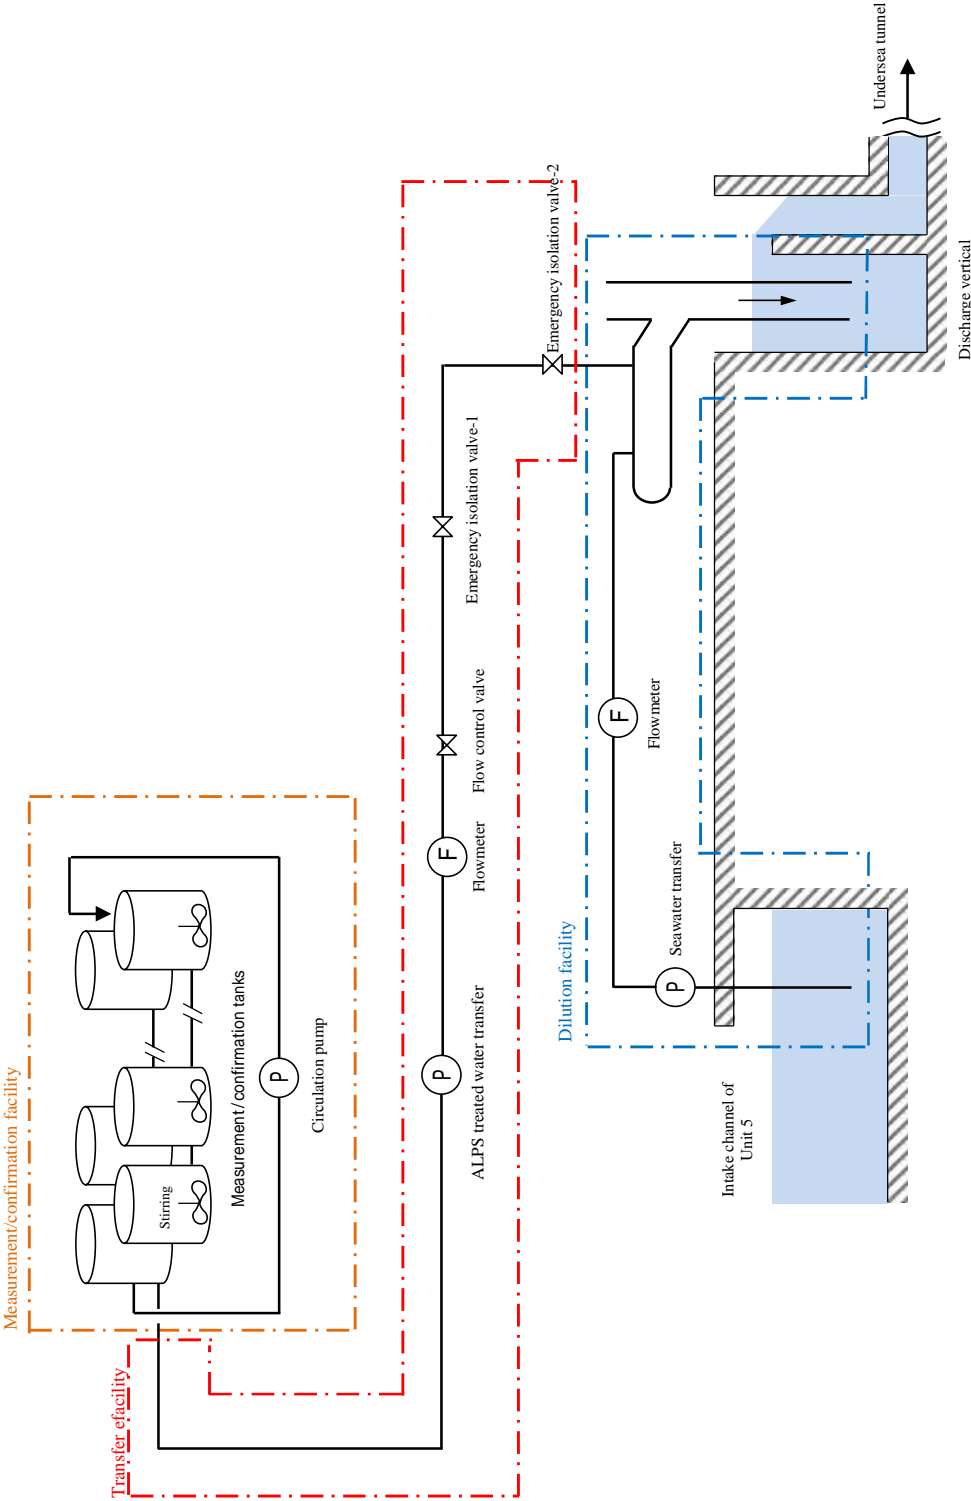 Measurement/confirmation facility
Stirring
Measurement/confirmation tanks
P
Circulation pump
Transfer efacility
P
ALPS treated water transfer
F
Flowmeter
Flow control valve
Emergency isolation valve-1
Emergency isolation valve-2
Dilution facility
P
Seawater transfer
F
Flowmeter
Intake channel of
Unit 5
Discharge vertical
Undersea tunnel